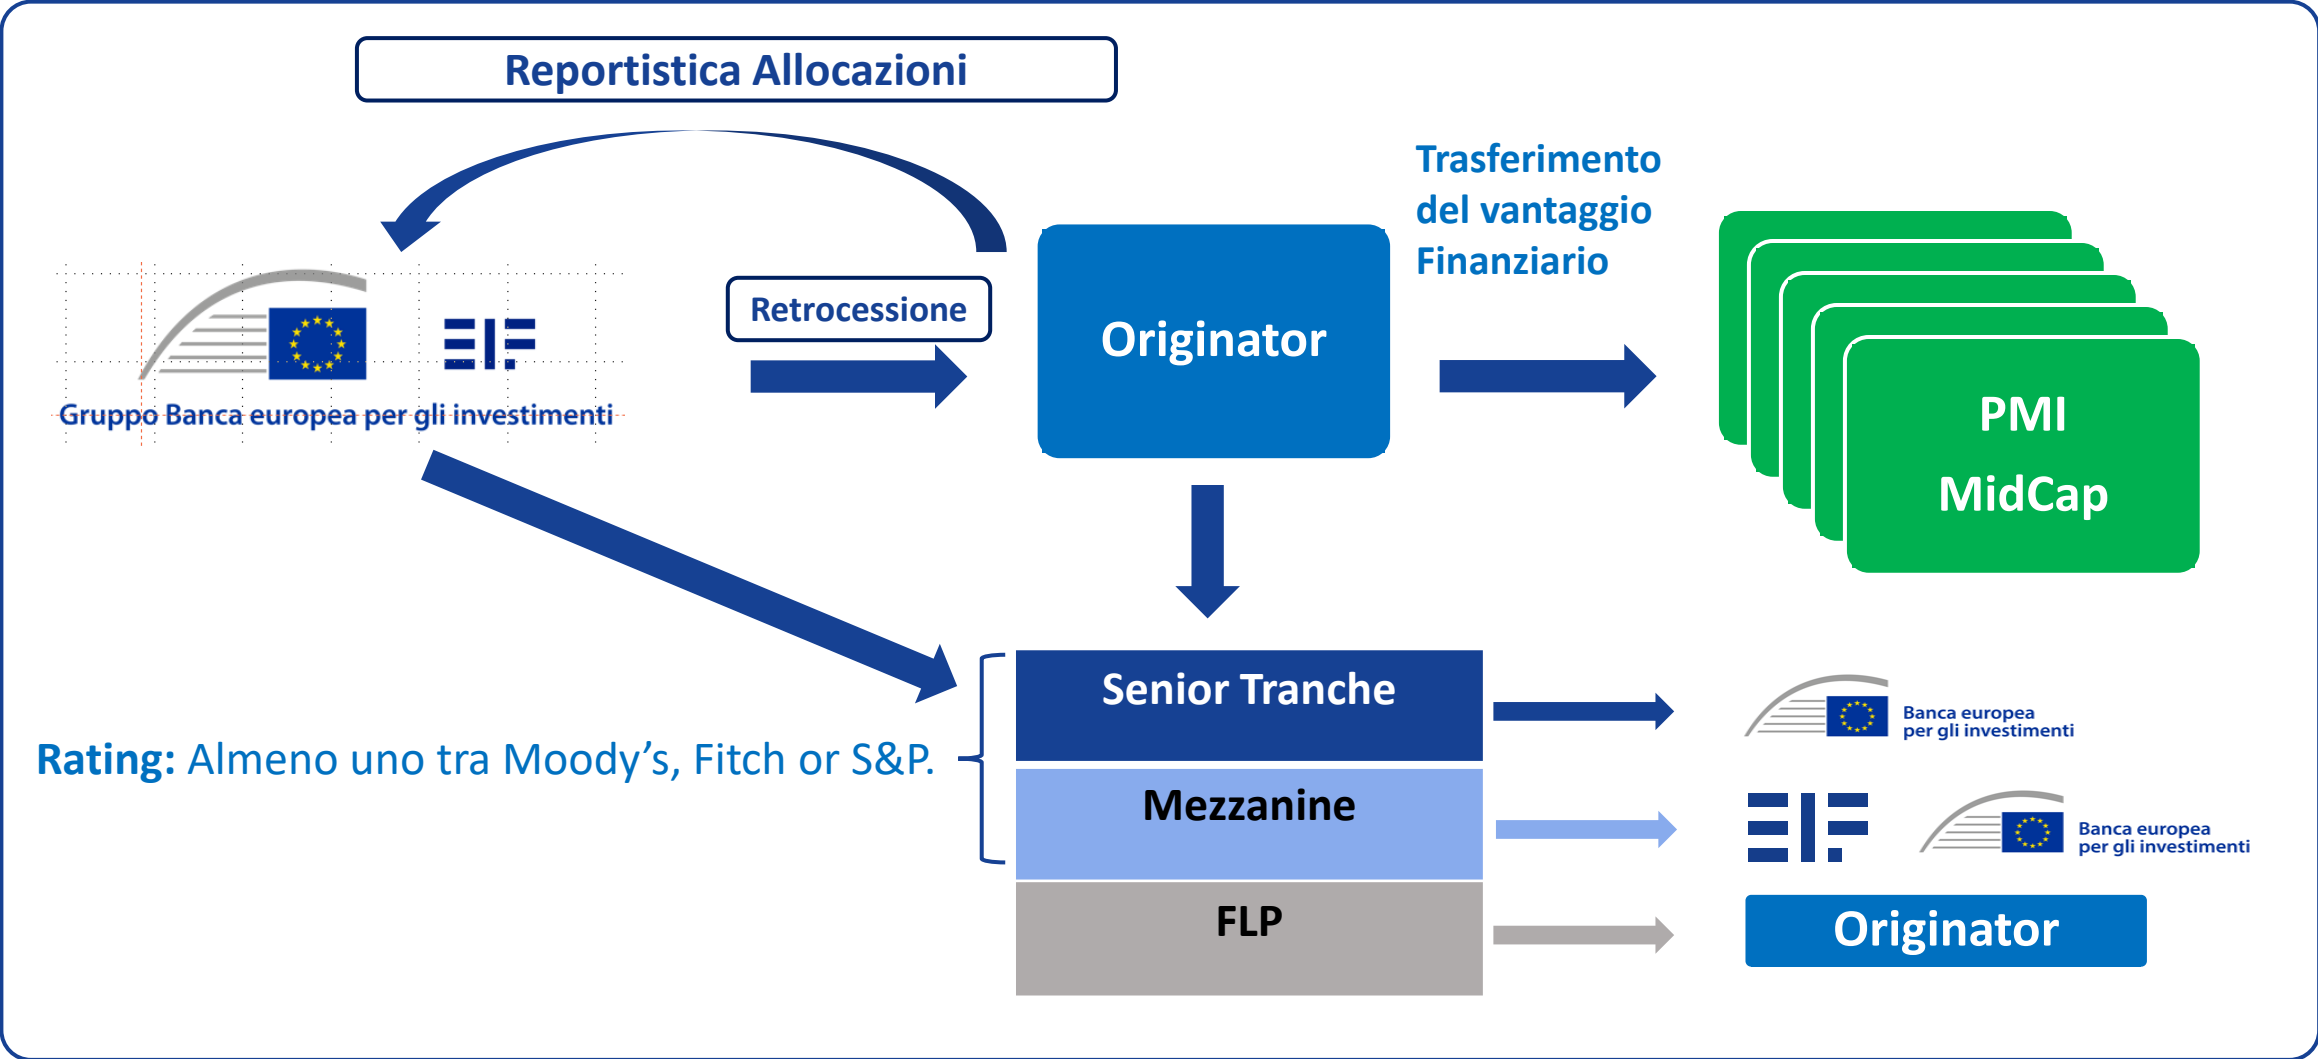 Reportistica Allocazioni
Trasferimento
del vantaggio
Finanziario
Retrocessione
Originator
EIF
Gruppo Banca europea per gli investimenti
PMI
MidCap
Senior Tranche
Banca europea
per gli investimenti
Rating: Almeno uno tra Moody’s, Fitch or S&P.
Mezzanine
EIF
Banca europea
per gli investimenti
FLP
Originator